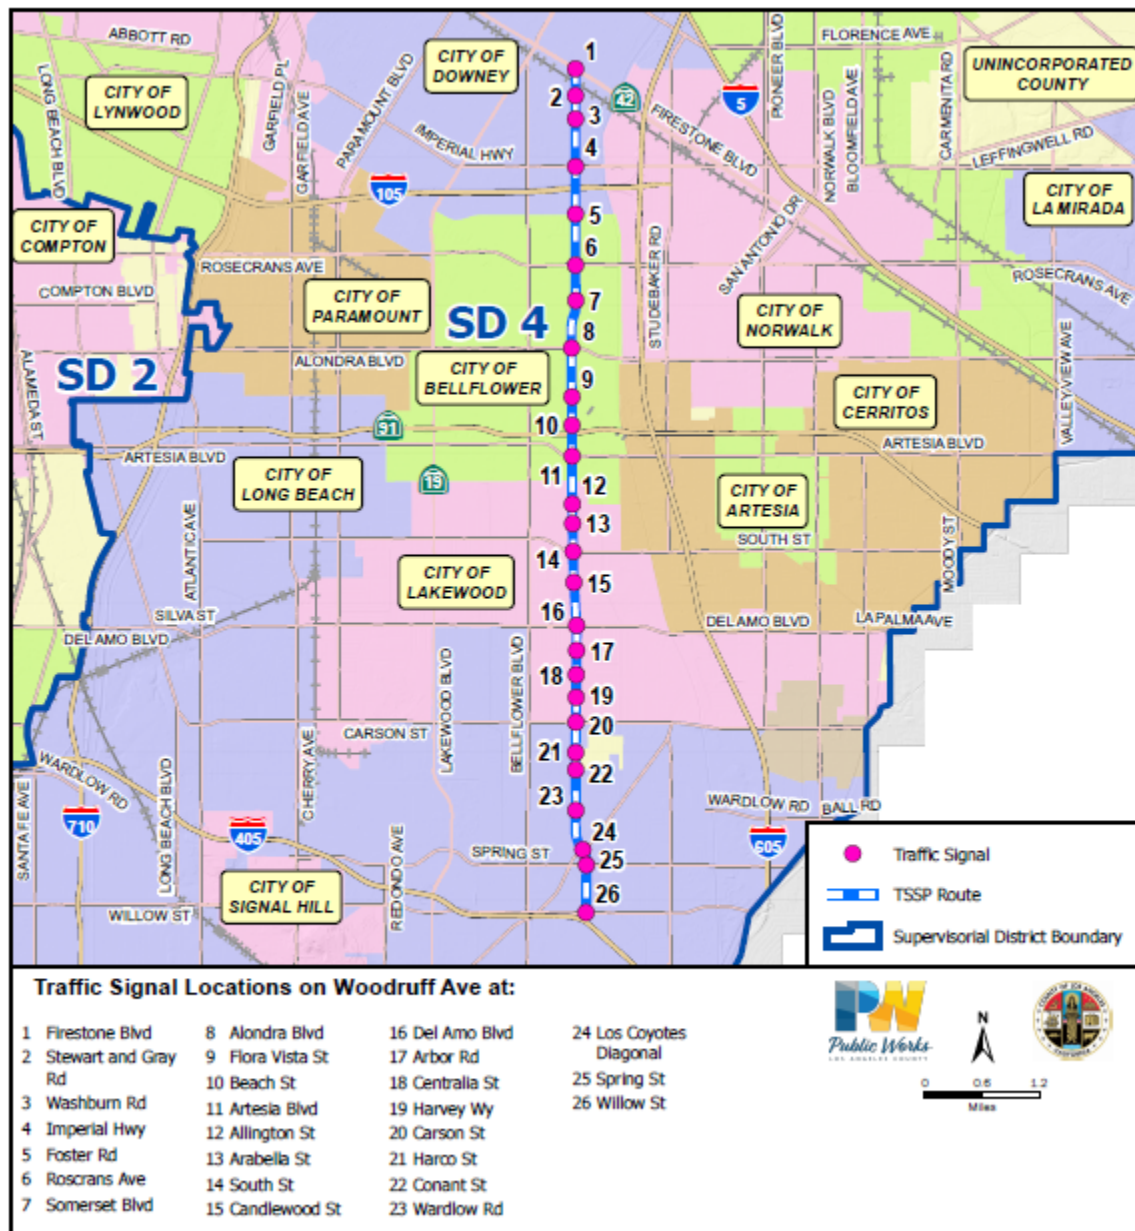 ABBOTT RD
CITY OF
DOWNEY
1
FLORENCE AVE
LONG BEACH BLVD
CITY OF
LYNWOOD
GARFIELD PL
GARFIELD AVE
PARAMOUNT BLVD
2
42
5
PIONEER BLVD
UNINCORPORATED
COUNTY
3
FIRESTONE BLVD
NORWALK BLVD
BLOOMFIELD AVE
CARMENITA RD
IMPERIAL HWY
4
LEFFINGWELL RD
105
CITY OF
LA MIRADA
CITY OF
COMPTON
5
SAN ANTONIO DR
STUDEBAKER RD
ROSECRANS AVE
6
ROSECRANS AVE
COMPTON BLVD
CITY OF
PARAMOUNT
SD 4
7
CITY OF
NORWALK
8
ALONDRA BLVD
SD 2
CITY OF
BELLFLOWER
9
CITY OF
CERRITOS
VALLEY VIEW AVE
ALAMEDA ST
91
10
ARTESIA BLVD
ARTESIA BLVD
CITY OF
LONG BEACH
19
11
12
CITY OF
ARTESIA
13
SOUTH ST
MOODY ST
ATLANTIC AVE
14
CITY OF
LAKEWOOD
15
SILVA ST
16
DEL AMO BLVD
DEL AMO BLVD
LA PALMA AVE
17
LAKEWOOD BLVD
BELLFLOWER BLVD
18
19
CARSON ST
20
CHERRY AVE
21
WARDLOW RD
22
LONG BEACH BLVD
SANTA FE AVE
WARDLOW RD
BALL RD
23
710
405
24
605
SPRING ST
25
REDONDO AVE
CITY OF
SIGNAL HILL
26
WILLOW ST
Traffic Signal
TSSP Route
Supervisorial District Boundary
Traffic Signal Locations on Woodruff Ave at:
1 Firestone Blvd
2 Stewart and Gray
Rd
3 Washburn Rd
4 Imperial Hwy
5 Foster Rd
6 Roscrans Ave
7 Somerset Blvd
8 Alondra Blvd
9 Flora Vista St
10 Beach St
11 Artesia Blvd
12 Allington St
13 Arabella St
14 South St
15 Candlewood St
16 Del Amo Blvd
17 Arbor Rd
18 Centralia St
19 Harvey Wy
20 Carson St
21 Harco St
22 Conant St
23 Wardlow Rd
24 Los Coyotes
Diagonal
25 Spring St
26 Willow St
PW
Public Works
LOS ANGELES COUNTY
N
0 0.6 1.2
Miles